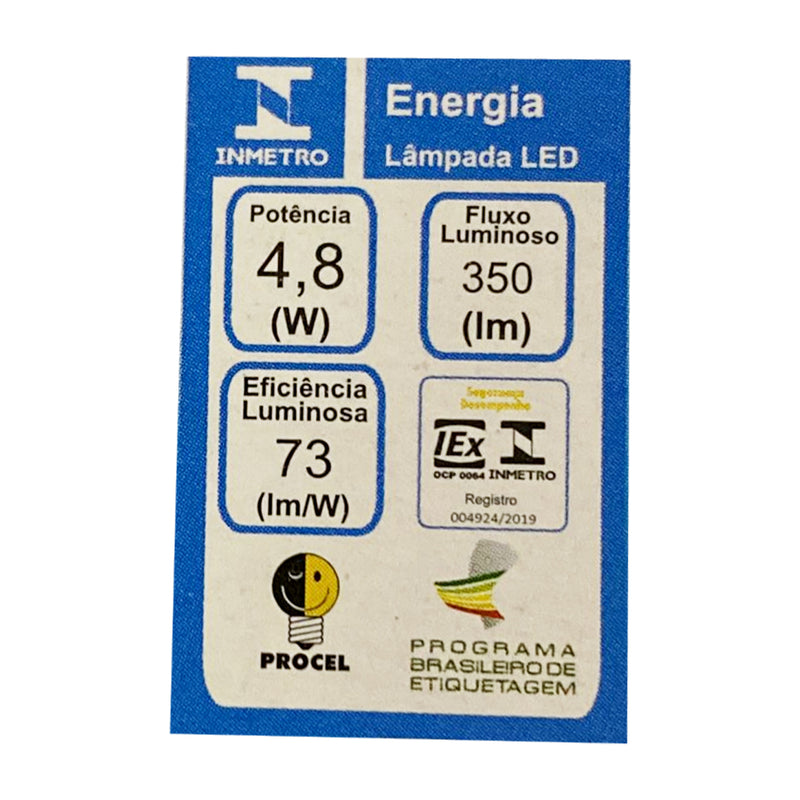 INMETRO
Energia
Lâmpada LED
Potência
4,8
(W)
Fluxo
Luminoso
350
(lm)
Eficiência
Luminosa
73
(lm/W)
Segurança
Desempenho
IEx
OCP 0064 INMETRO
Registro
004924/2019
PROCEL
PROGRAMA
BRASILEIRO DE
ETIQUETAGEM